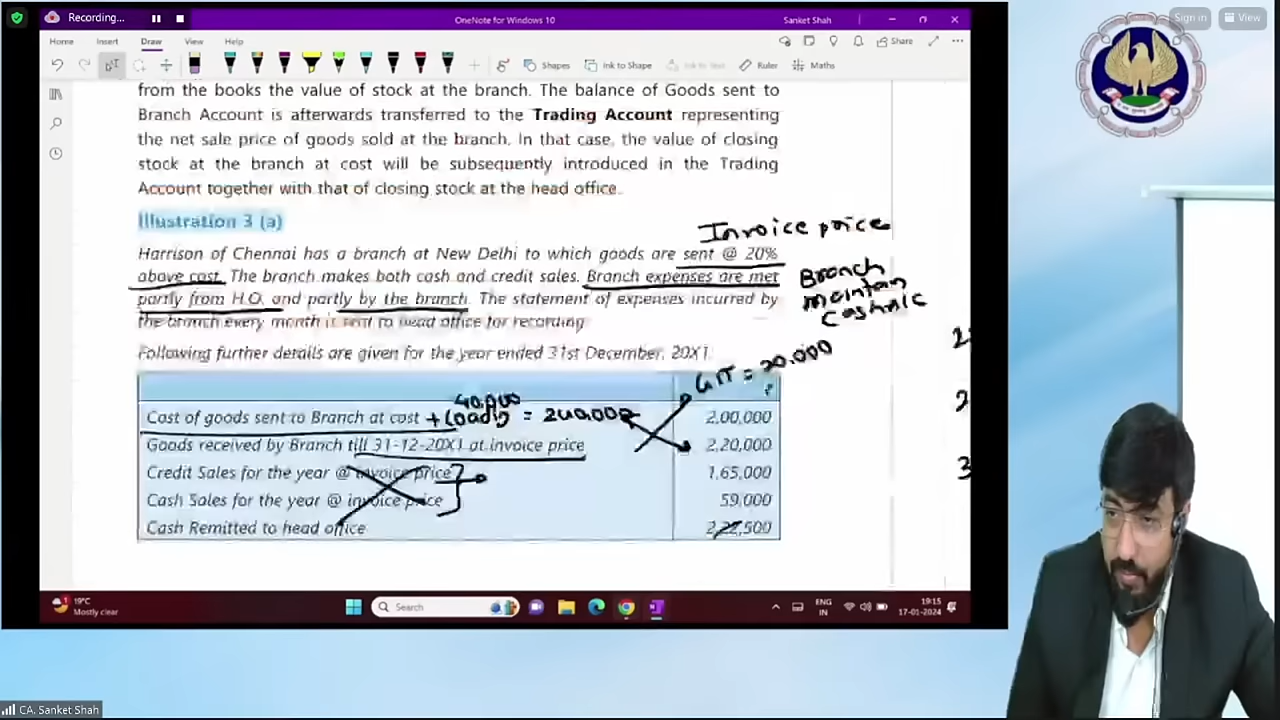 Recording...
OneNote for Windows 10
Sanket Shah
Sign in
View
Home Insert Draw View Help
Share
Shapes
Ink to Shape
Ink to Text
Ruler
Maths
from the books the value of stock at the branch. The balance of Goods sent to
Branch Account is afterwards transferred to the Trading Account representing
the net sale price of goods sold at the branch. In that case, the value of closing
stock at the branch at cost will be subsequently introduced in the Trading
Account together with that of closing stock at the head office.
Illustration 3 (a)
Invoice price
Harrison of Chennai has a branch at New Delhi to which goods are sent @ 20%
above cost. The branch makes both cash and credit sales. Branch expenses are met
partly from H.O. and partly by the branch. The statement of expenses incurred by
the branch every month is sent to head office for recording.
Branch
maintain
Following further details are given for the year ended 31st December, 20X1:
GIT = 20.000
40,000
Cost of goods sent to Branch at cost + Loading = 240,000 2,00,000
Goods received by Branch till 31-12-20X1 at invoice price 2,20,000
Credit Sales for the year @ invoice price 1,65,000
Cash Sales for the year @ invoice price 59,000
Cash Remitted to head office 2,22,500
19°C
Mostly clear
Search
ENG
IN
19:15
17-01-2024
CA. Sanket Shah